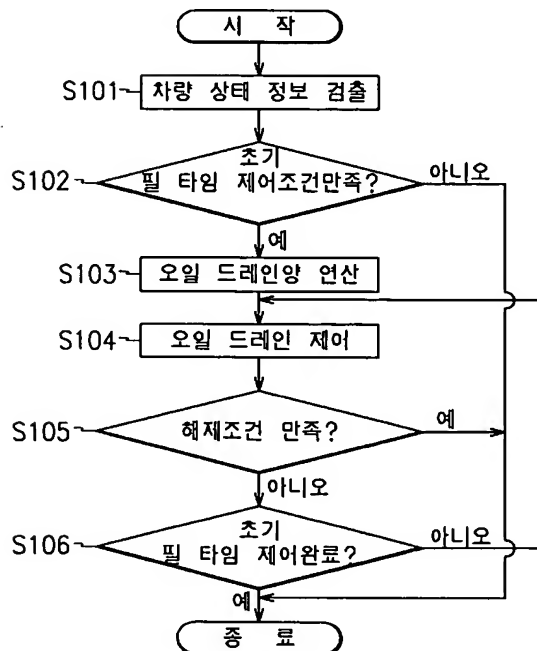 시 작
S101 차량 상태 정보 검출
초기
S102 필 타임 제어조건만족? 아니오
예
S103 오일 드레인양 연산
S104 오일 드레인 제어
S105 해제조건 만족? 예
아니오
초기
S106 필 타임 제어완료? 아니오
예
종 료